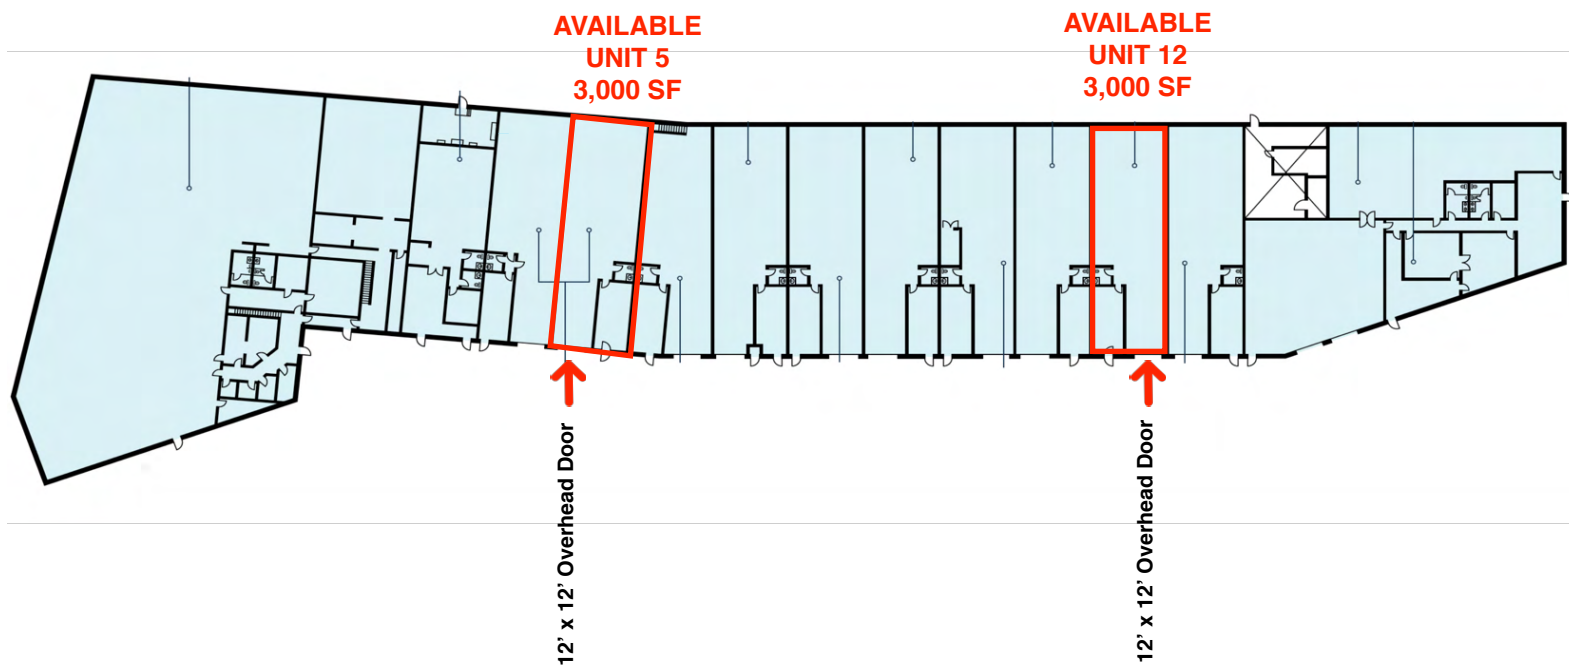 AVAILABLE
UNIT 5
3,000 SF
AVAILABLE
UNIT 12
3,000 SF
12’ x 12’ Overhead Door
12’ x 12’ Overhead Door